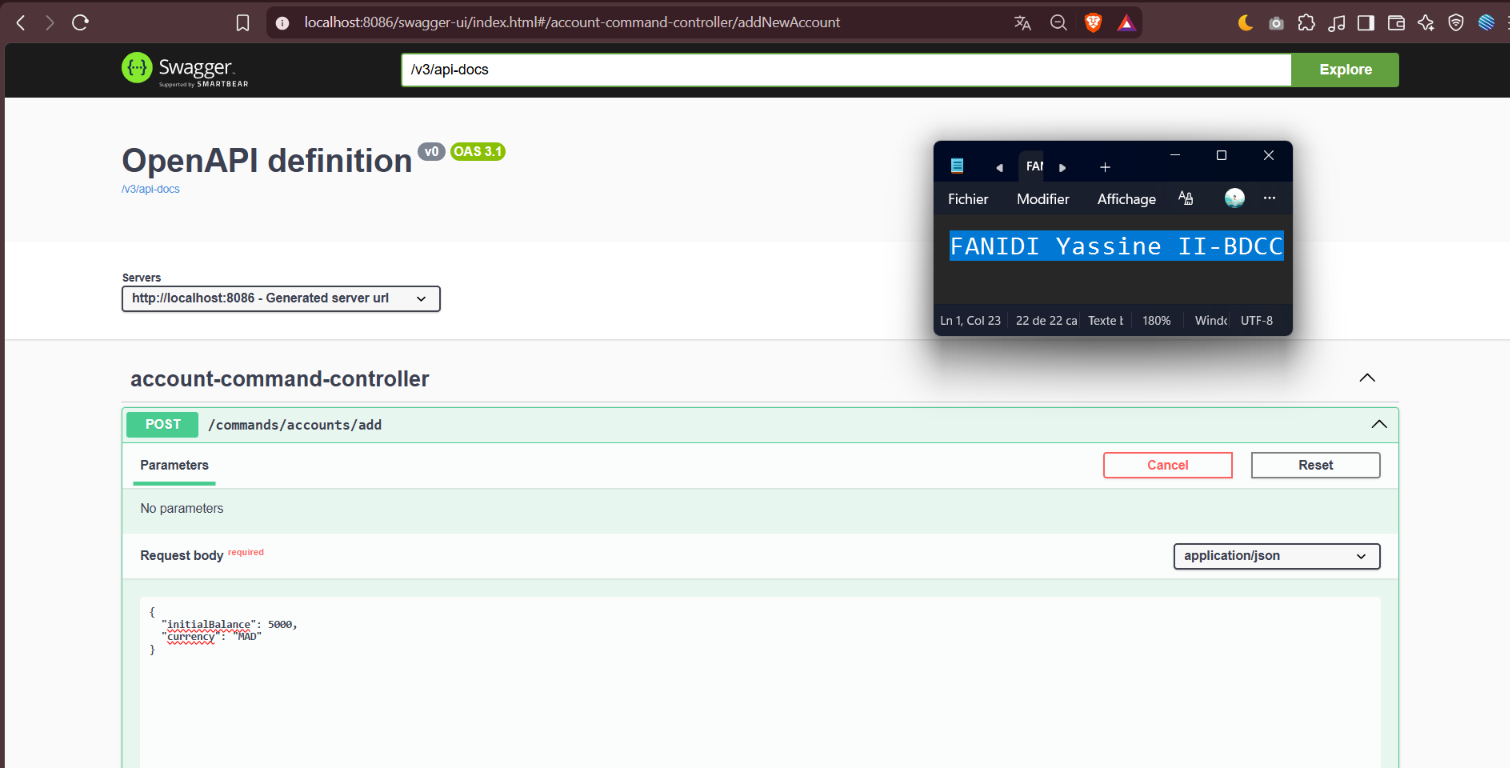 localhost:8086/swagger-ui/index.html#/account-command-controller/addNewAccount
Swagger
Supported by SMARTBEAR
/v3/api-docs
Explore
OpenAPI definition v0 OAS 3.1
/v3/api-docs
Fichier Modifier Affichage
FANIDI Yassine II-BDCC
Ln 1, Col 23 22 de 22 ca Texte 180% UTF-8
Servers
http://localhost:8086 - Generated server url
account-command-controller
POST /commands/accounts/add
Parameters
Cancel
Reset
No parameters
Request body required
application/json
{
"initialBalance": 5000,
"currency": "MAD"
}